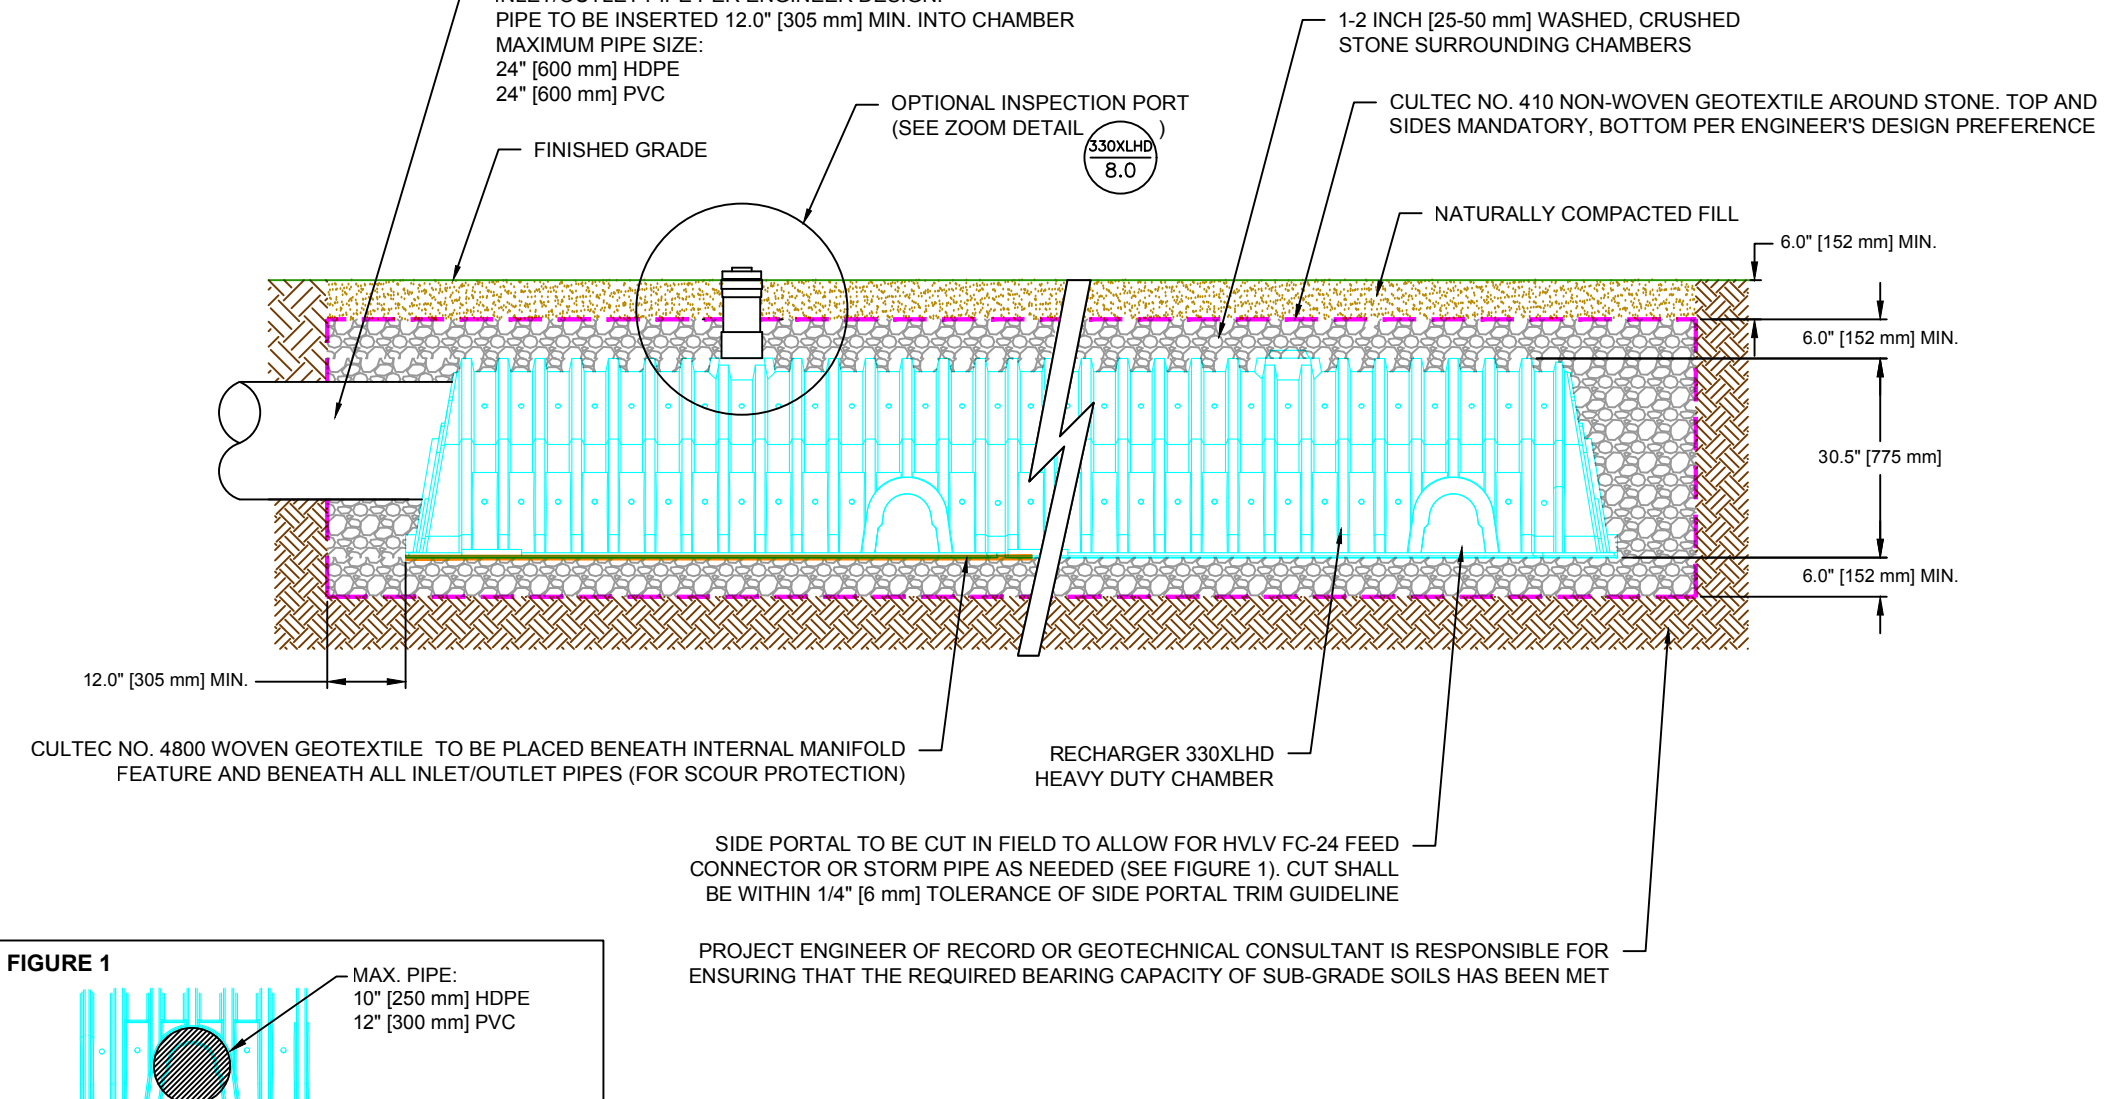 INLET/OUTLET PIPE PER ENGINEER DESIGN.
PIPE TO BE INSERTED 12.0" [305 mm] MIN. INTO CHAMBER
MAXIMUM PIPE SIZE:
24" [600 mm] HDPE
24" [600 mm] PVC
1-2 INCH [25-50 mm] WASHED, CRUSHED
STONE SURROUNDING CHAMBERS
OPTIONAL INSPECTION PORT
(SEE ZOOM DETAIL )
330XLHD
8.0
CULTEC NO. 410 NON-WOVEN GEOTEXTILE AROUND STONE. TOP AND
SIDES MANDATORY, BOTTOM PER ENGINEER'S DESIGN PREFERENCE
FINISHED GRADE
NATURALLY COMPACTED FILL
6.0" [152 mm] MIN.
6.0" [152 mm] MIN.
30.5" [775 mm]
6.0" [152 mm] MIN.
12.0" [305 mm] MIN.
CULTEC NO. 4800 WOVEN GEOTEXTILE TO BE PLACED BENEATH INTERNAL MANIFOLD
FEATURE AND BENEATH ALL INLET/OUTLET PIPES (FOR SCOUR PROTECTION)
RECHARGER 330XLHD
HEAVY DUTY CHAMBER
SIDE PORTAL TO BE CUT IN FIELD TO ALLOW FOR HVLV FC-24 FEED
CONNECTOR OR STORM PIPE AS NEEDED (SEE FIGURE 1). CUT SHALL
BE WITHIN 1/4" [6 mm] TOLERANCE OF SIDE PORTAL TRIM GUIDELINE
PROJECT ENGINEER OF RECORD OR GEOTECHNICAL CONSULTANT IS RESPONSIBLE FOR
ENSURING THAT THE REQUIRED BEARING CAPACITY OF SUB-GRADE SOILS HAS BEEN MET
FIGURE 1
MAX. PIPE:
10" [250 mm] HDPE
12" [300 mm] PVC